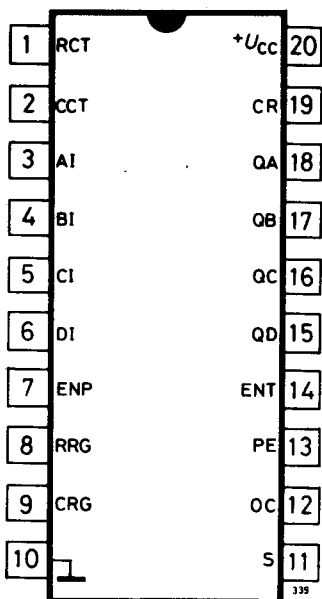 1 RCT +UCC 20
2 CCT CR 19
3 AI QA 18
4 BI QB 17
5 CI QC 16
6 DI QD 15
7 ENP ENT 14
8 RRG PE 13
9 CRG OC 12
10 S 11
339